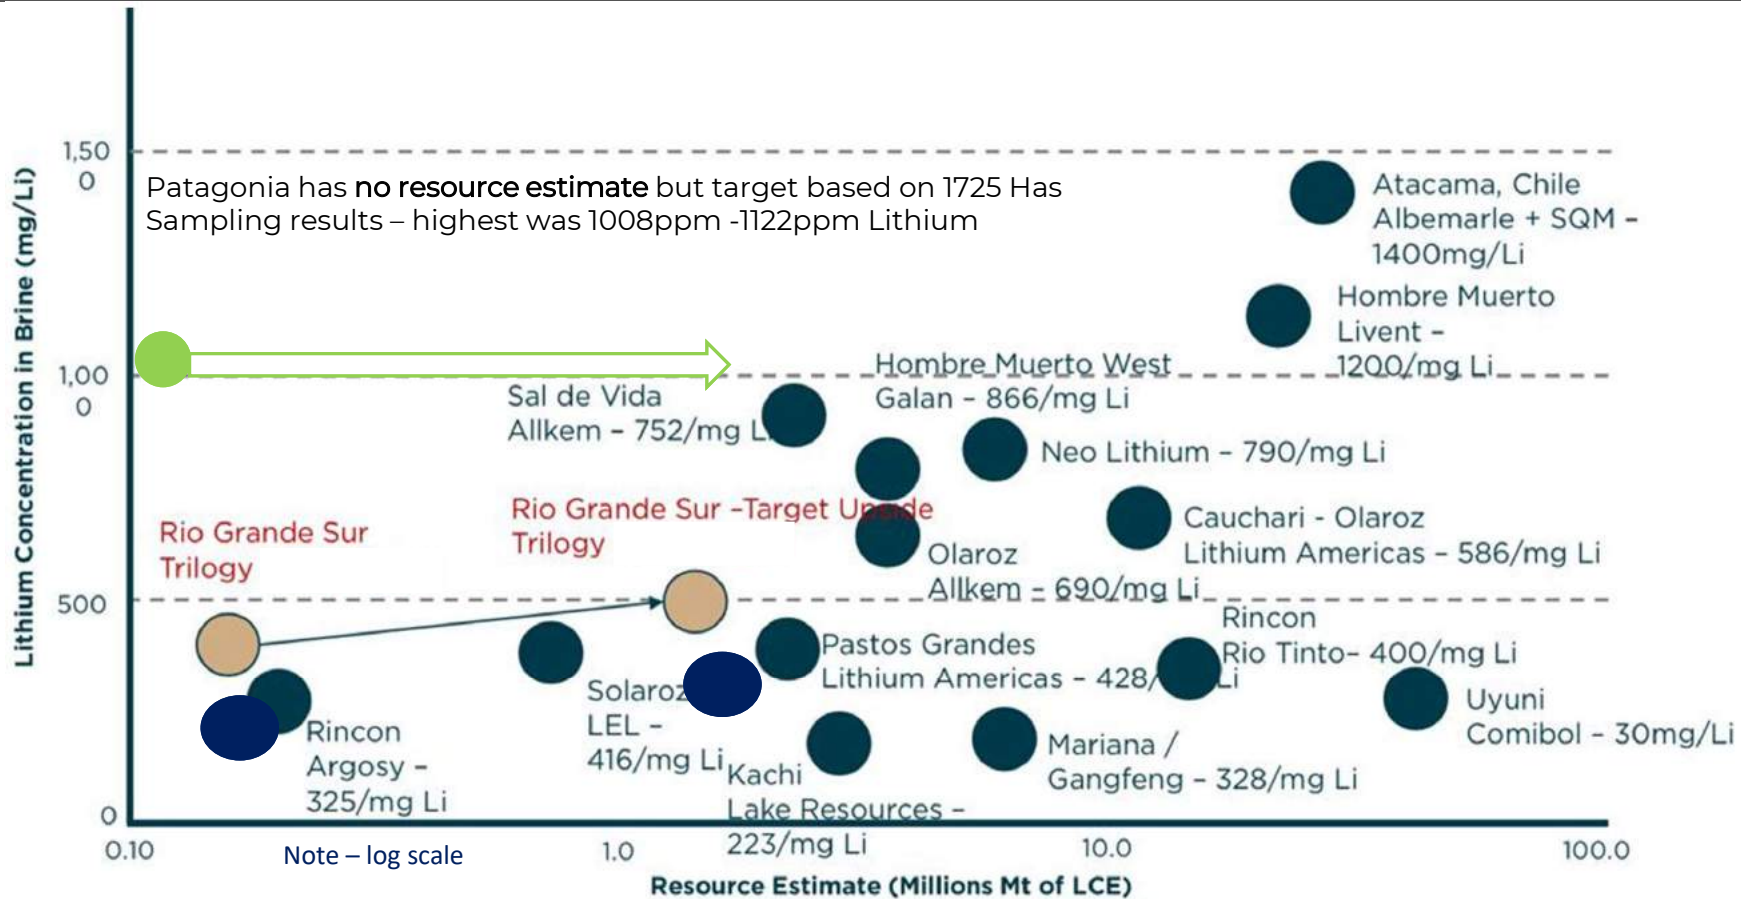 Lithium Concentration in Brine (mg/Li)
1,50
0
1,00
0
500
0
Patagonia has no resource estimate but target based on 1725 Has
Sampling results – highest was 1008ppm -1122ppm Lithium
Atacama, Chile
Albemarle + SQM –
1400mg/Li
Hombre Muerto
Livent –
1200/mg Li
Hombre Muerto West
Galan – 866/mg Li
Sal de Vida
Allkem – 752/mg L
Neo Lithium – 790/mg Li
Rio Grande Sur –Target Upside
Trilogy
Rio Grande Sur
Trilogy
Cauchari - Olaroz
Lithium Americas – 586/mg Li
Olaroz
Allkem – 690/mg Li
Rincon
Rio Tinto– 400/mg Li
Pastos Grandes
Lithium Americas – 428/ Li
Solaroz
LEL –
416/mg Li
Uyuni
Comibol – 30mg/Li
Rincon
Argosy –
325/mg Li
Mariana /
Gangfeng – 328/mg Li
Kachi
Lake Resources –
223/mg Li
0.10
Note – log scale
1.0
10.0
100.0
Resource Estimate (Millions Mt of LCE)